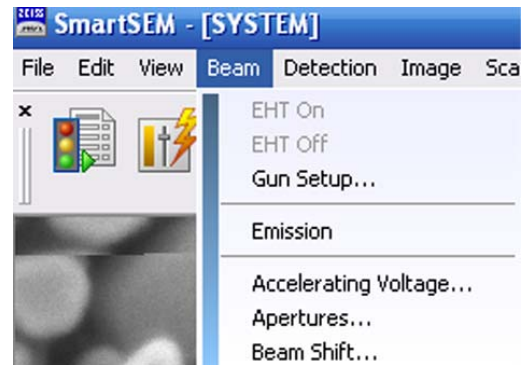 ZEISS SmartSEM - [SYSTEM]
File Edit View Beam Detection Image Sca
x
EHT On
EHT Off
Gun Setup...
Emission
Accelerating Voltage...
Apertures...
Beam Shift...